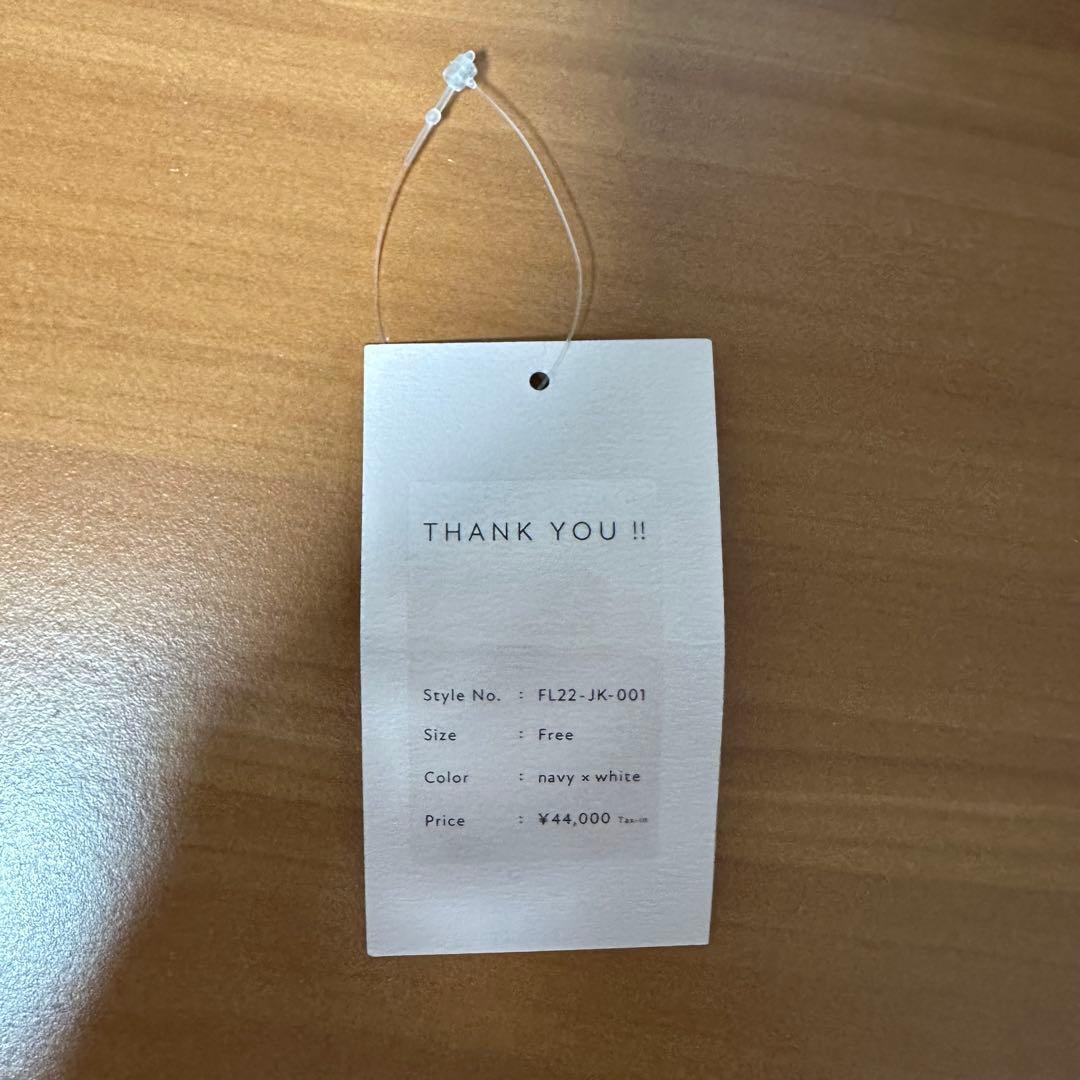 THANK YOU !!
Style No. : FL22-JK-001
Size : Free
Color : navy × white
Price : ¥44,000 Tax-in